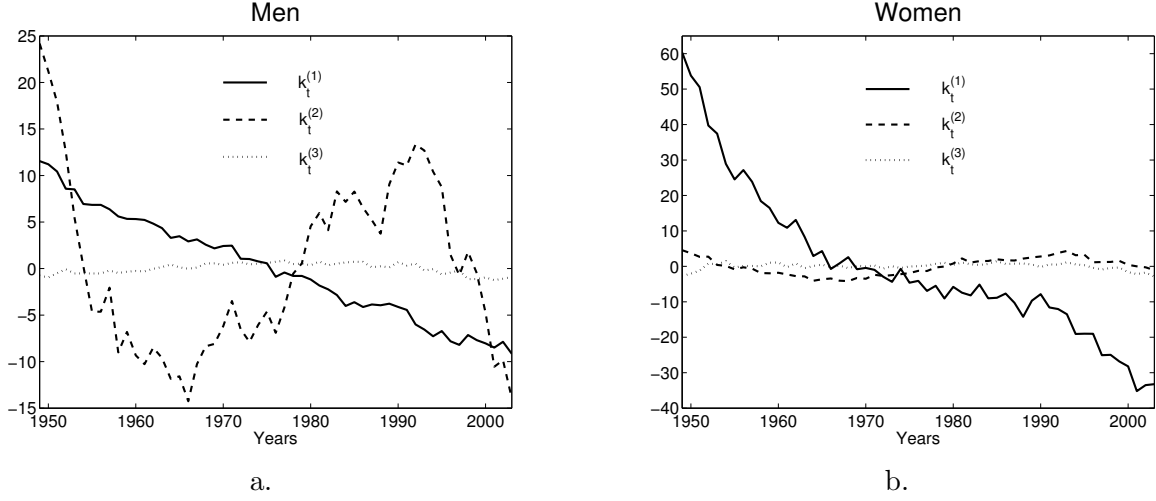 Men
25
20
15
10
5
0
−5
−10
−15
1950 1960 1970 1980 1990 2000
Years
k_t^(1)
k_t^(2)
k_t^(3)
a.
Women
60
50
40
30
20
10
0
−10
−20
−30
−40
1950 1960 1970 1980 1990 2000
Years
k_t^(1)
k_t^(2)
k_t^(3)
b.